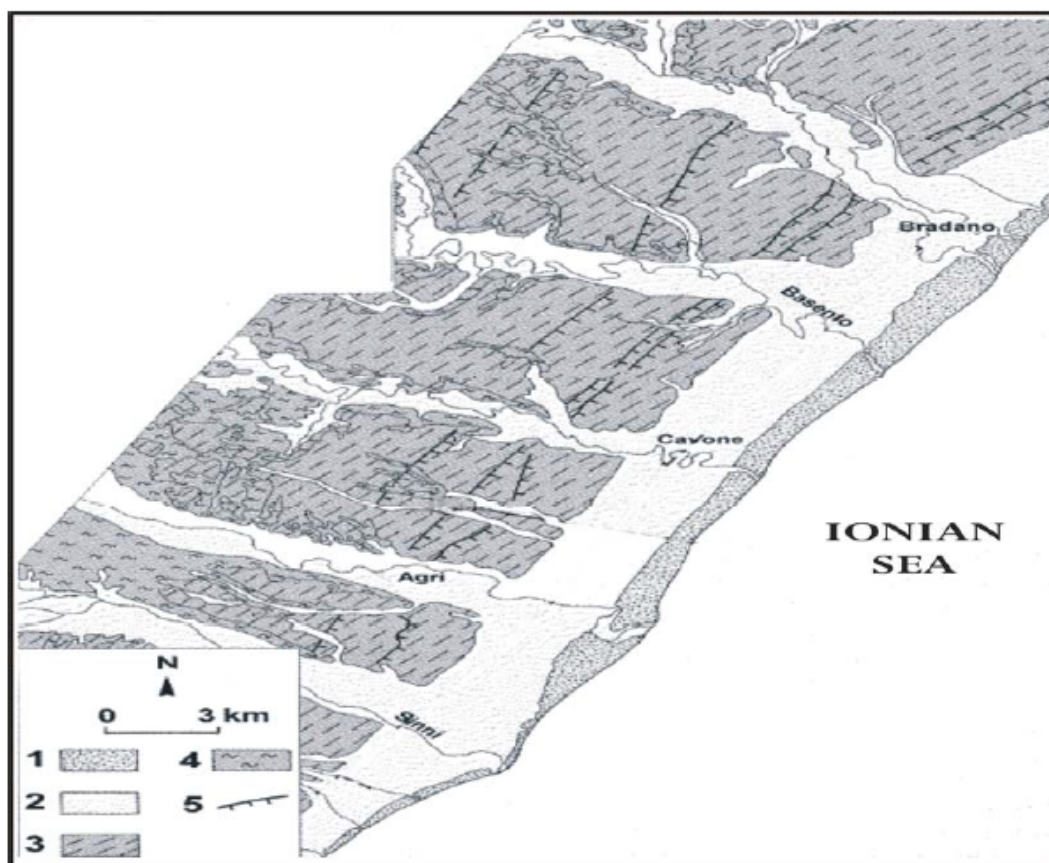 Bradano
Basento
Cavone
IONIAN
SEA
Agri
Sinni
N
0 3 km
1 4
2 5
3